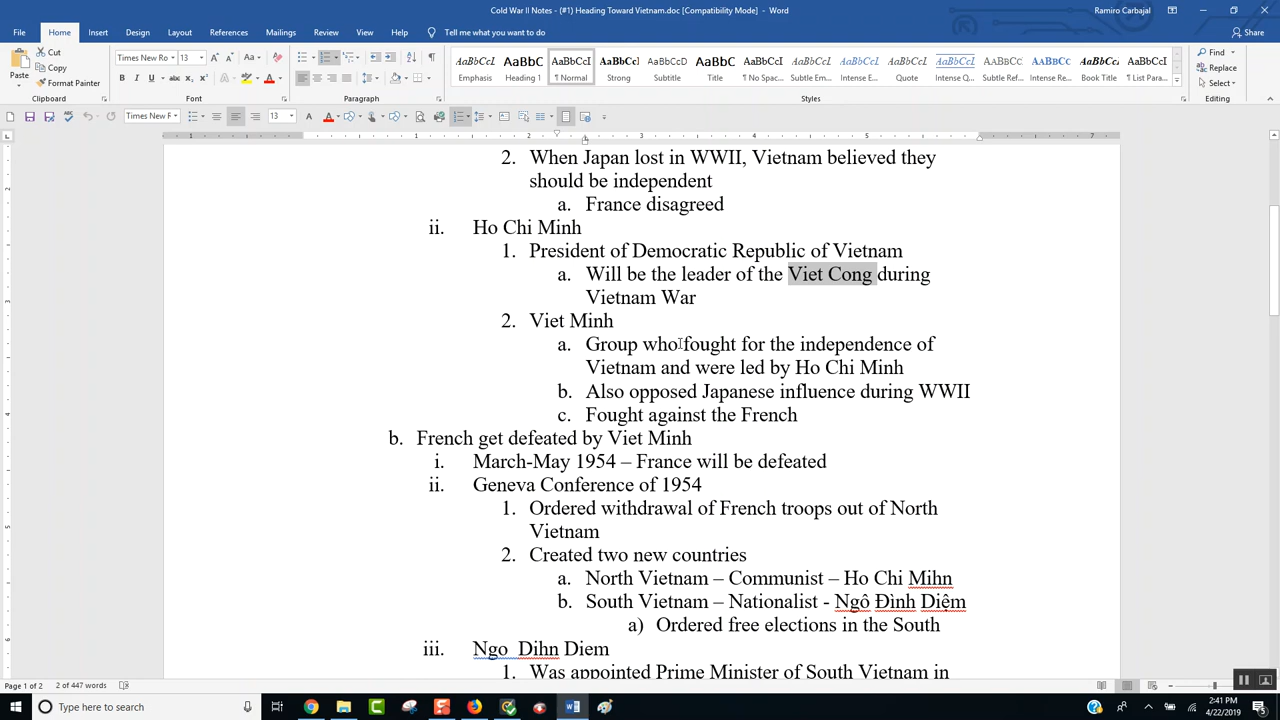 Cold War II Notes - (#1) Heading Toward Vietnam.doc [Compatibility Mode] - Word
Ramiro Carbajal
File Home Insert Design Layout References Mailings Review View Help Tell me what you want to do
Share
Paste
Cut
Copy
Format Painter
Clipboard
Times New Ro 13
Font
Paragraph
AaBbCcI AaBbC AaBbCcI AaBbCc AaBbCcD AaBbC AaBbCcI AaBbCcI AaBbCcI AaBbCcI AaBbCcI AaBbCcI AABBCC AABBCC AaBbCcI AaBbCcI
Emphasis Heading 1 ¶ Normal Strong Subtitle Title ¶ No Spac... Subtle Em... Intense E... Quote Intense Q... Subtle Ref... Intense Re... Book Title ¶ List Para...
Styles
Find
Replace
Select
Editing
Times New F 13
2. When Japan lost in WWII, Vietnam believed they
should be independent
a. France disagreed
ii. Ho Chi Minh
1. President of Democratic Republic of Vietnam
a. Will be the leader of the Viet Cong during
Vietnam War
2. Viet Minh
a. Group who fought for the independence of
Vietnam and were led by Ho Chi Minh
b. Also opposed Japanese influence during WWII
c. Fought against the French
b. French get defeated by Viet Minh
i. March-May 1954 – France will be defeated
ii. Geneva Conference of 1954
1. Ordered withdrawal of French troops out of North
Vietnam
2. Created two new countries
a. North Vietnam – Communist – Ho Chi Mihn
b. South Vietnam – Nationalist - Ngô Đình Diệm
a) Ordered free elections in the South
iii. Ngo Dihn Diem
1. Was appointed Prime Minister of South Vietnam in
Page 1 of 2 2 of 447 words
Type here to search
2:41 PM
4/22/2019